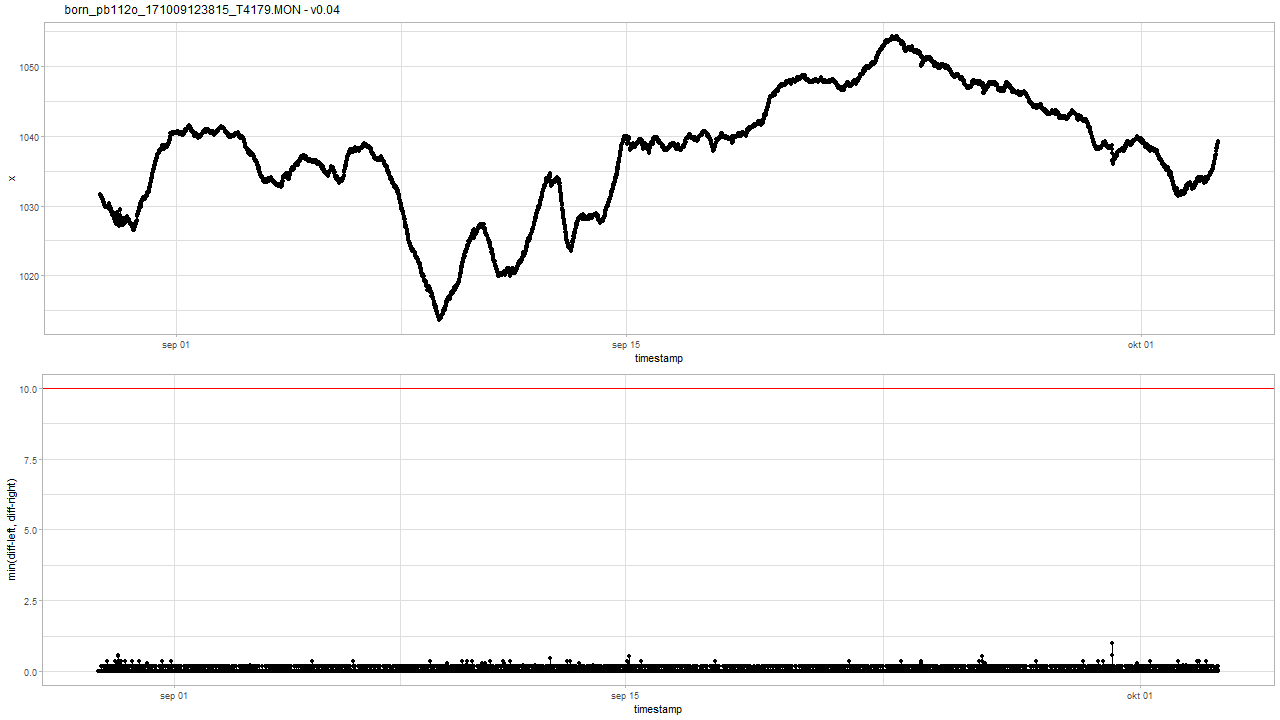 born_pb112o_171009123815_T4179.MON - v0.04
1050
1040
1030
1020
x
sep 01
sep 15
okt 01
timestamp
10.0
7.5
5.0
2.5
0.0
min(diff-left, diff-right)
sep 01
sep 15
okt 01
timestamp